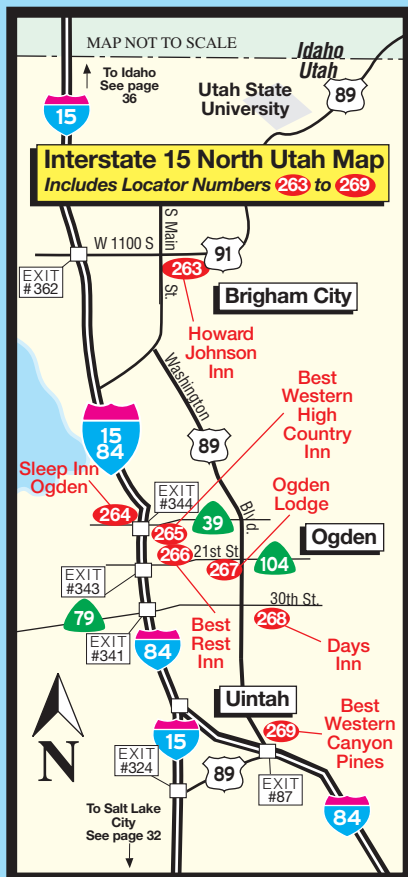 MAP NOT TO SCALE
Idaho
Utah
To Idaho
See page
36
15
Utah State
University
89
Interstate 15 North Utah Map
Includes Locator Numbers 263 to 269
S Main
St.
W 1100 S
91
263
EXIT
#362
Brigham City
Howard
Johnson
Inn
Washington
Blvd.
89
Best
Western
High
Country
Inn
15
84
Sleep Inn
Ogden
264
EXIT
#344
39
Ogden
Lodge
265
Ogden
266
21st St.
267
104
EXIT
#343
30th St.
79
268
EXIT
#341
Best
Rest
Inn
Days
Inn
84
Uintah
N
15
269
Best
Western
Canyon
Pines
EXIT
#324
89
EXIT
#87
To Salt Lake
City
See page 32
84